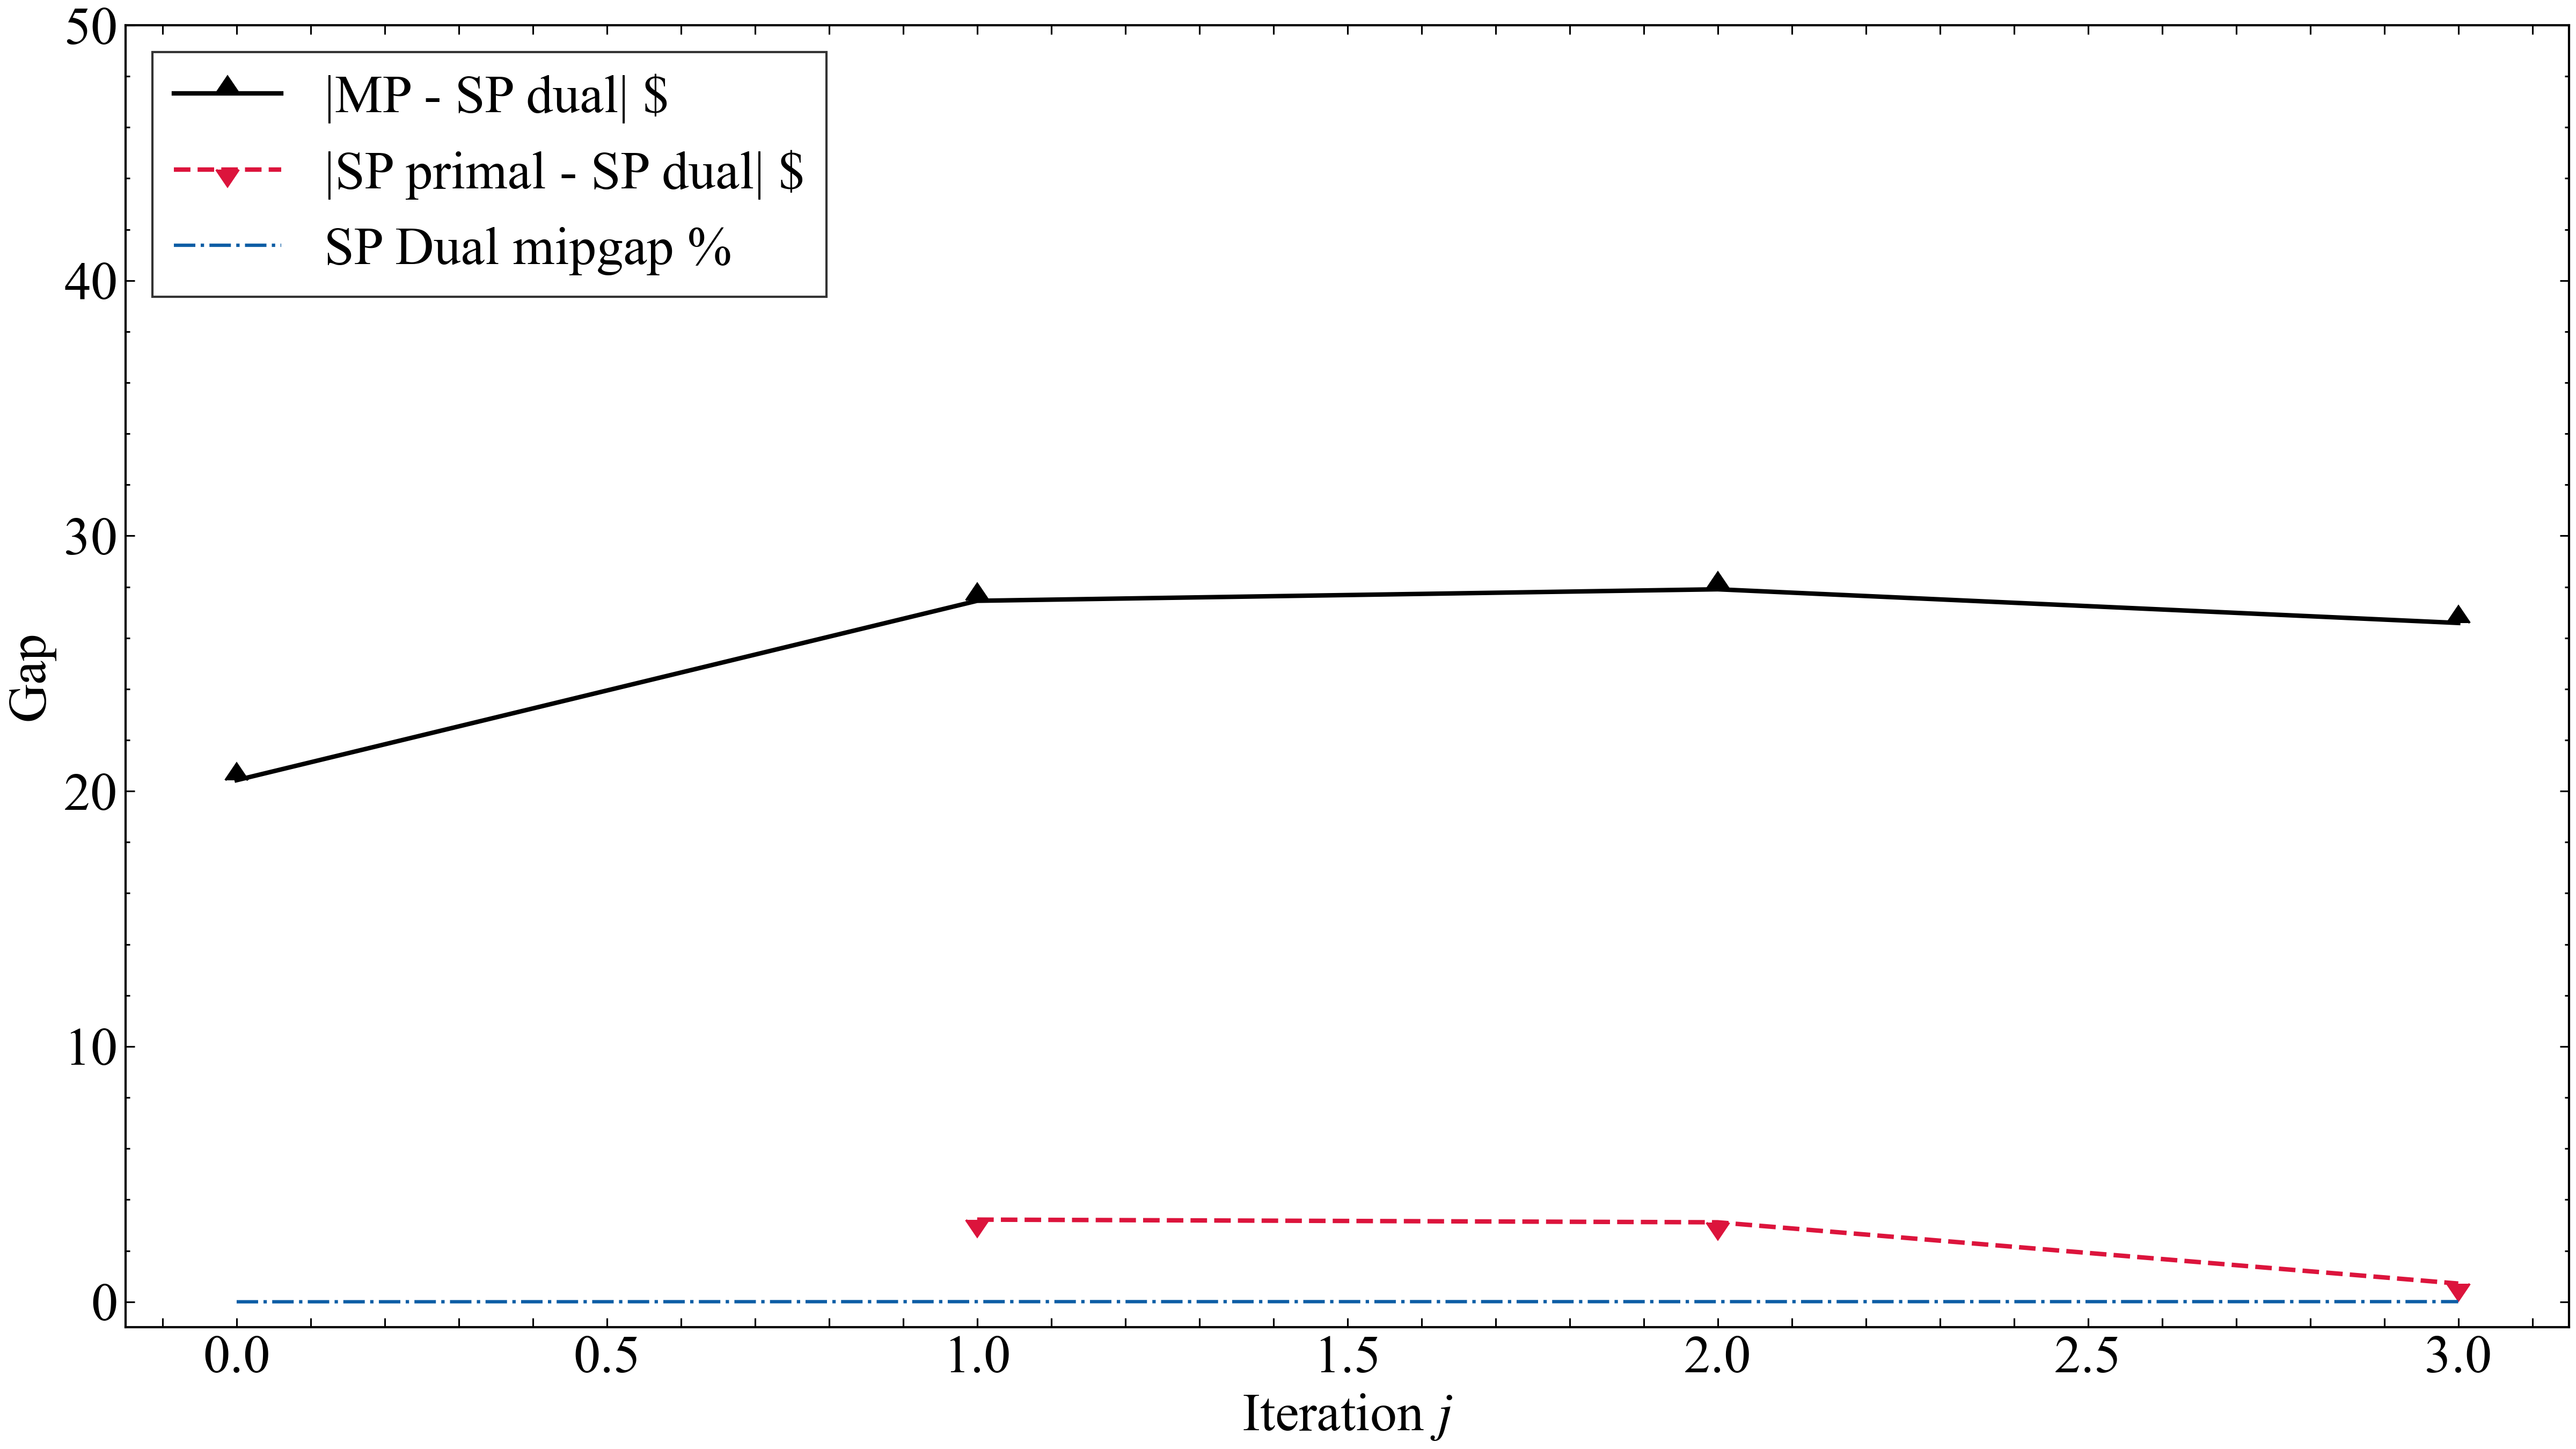 |MP - SP dual| $
|SP primal - SP dual| $
SP Dual mipgap %
50
40
30
20
10
0
Gap
0.0 0.5 1.0 1.5 2.0 2.5 3.0
Iteration j